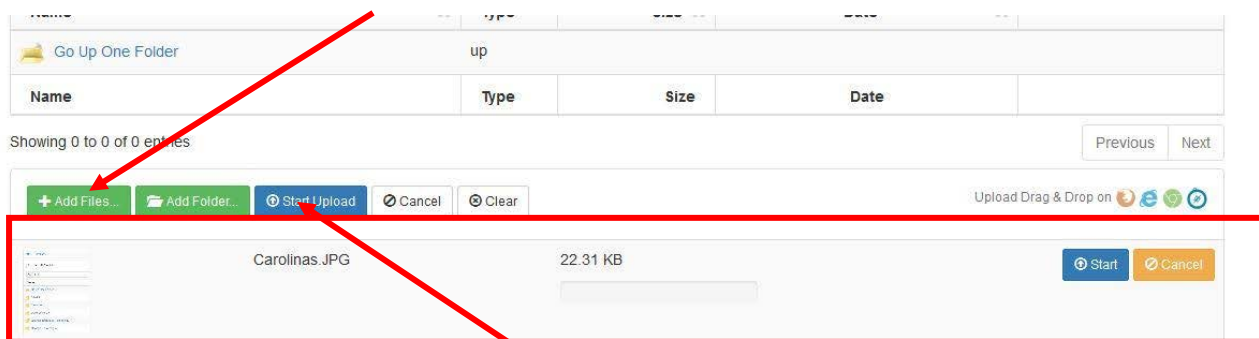 Name Type Size Date
Go Up One Folder up
Name Type Size Date
Showing 0 to 0 of 0 entries
Previous Next
Add Files... Add Folder... Start Upload Cancel Clear Upload Drag & Drop on
Carolinas.JPG 22.31 KB Start Cancel